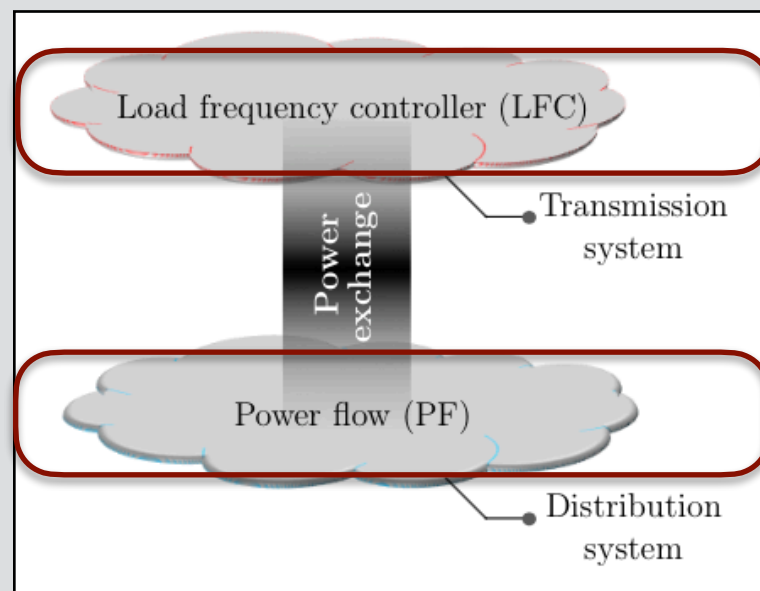 Load frequency controller (LFC)
Power
exchange
Transmission
system
Power flow (PF)
Distribution
system